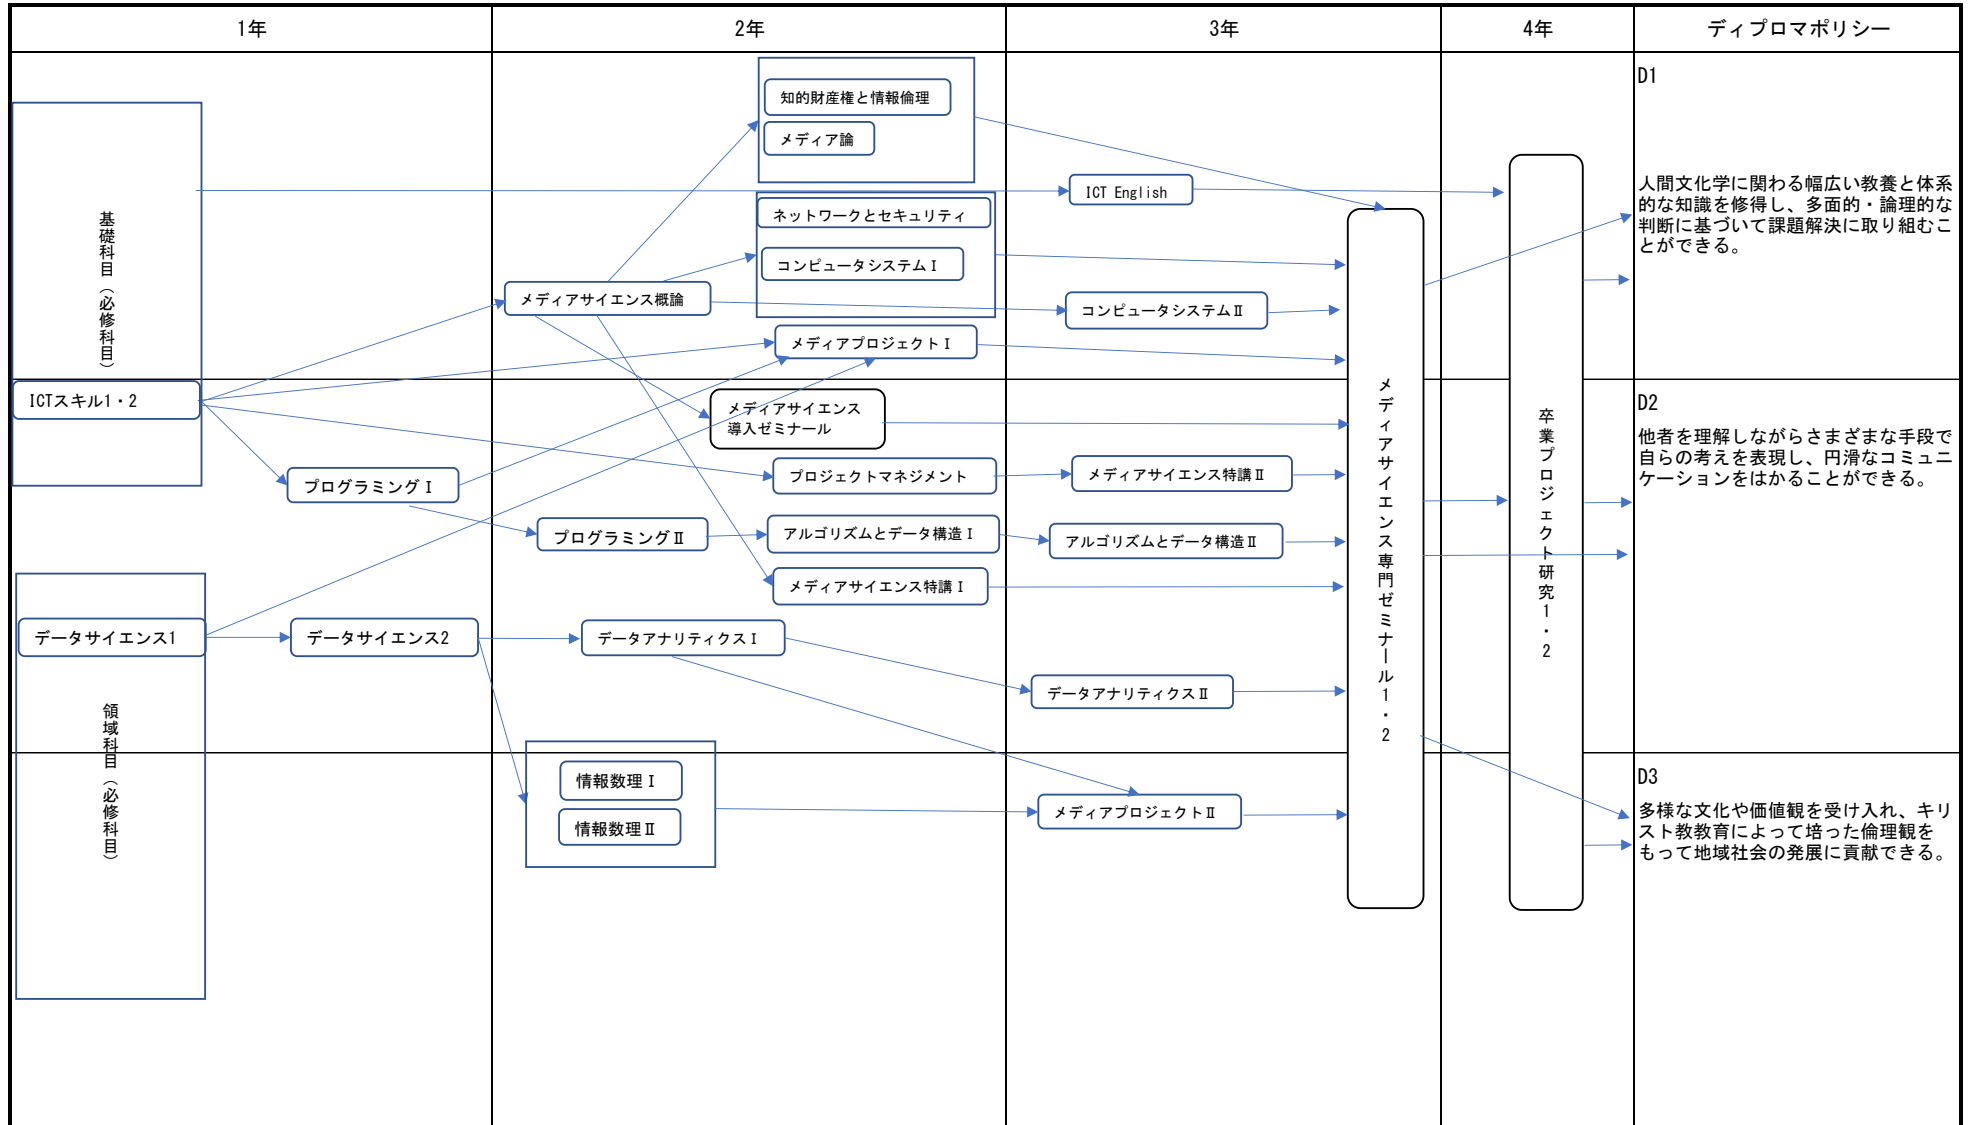 1年
2年
3年
4年
ディプロマポリシー
基礎科目（必修科目）
ICTスキル1・2
プログラミングⅠ
領域科目（必修科目）
データサイエンス1
データサイエンス2
知的財産権と情報倫理
メディア論
ネットワークとセキュリティ
コンピュータシステムⅠ
メディアサイエンス概論
メディアプロジェクトⅠ
メディアサイエンス
導入ゼミナール
プロジェクトマネジメント
プログラミングⅡ
アルゴリズムとデータ構造Ⅰ
メディアサイエンス特講Ⅰ
データアナリティクスⅠ
情報数理Ⅰ
情報数理Ⅱ
ICT English
コンピュータシステムⅡ
メディアサイエンス特講Ⅱ
アルゴリズムとデータ構造Ⅱ
データアナリティクスⅡ
メディアプロジェクトⅡ
メディアサイエンス専門ゼミナール1・2
卒業プロジェクト研究1・2
D1
人間文化学に関わる幅広い教養と体系
的な知識を修得し、多面的・論理的な
判断に基づいて課題解決に取り組むこ
とができる。
D2
他者を理解しながらさまざまな手段で
自らの考えを表現し、円滑なコミュニ
ケーションをはかることができる。
D3
多様な文化や価値観を受け入れ、キリ
スト教教育によって培った倫理観を
もって地域社会の発展に貢献できる。